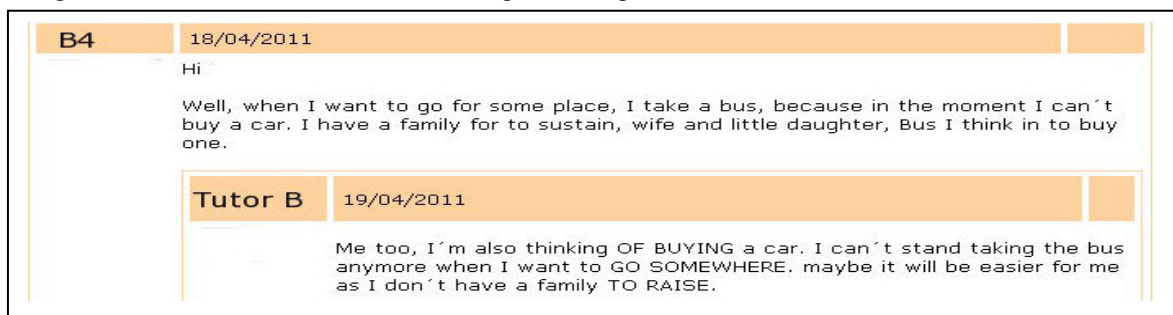 B4 18/04/2011
Hi
Well, when I want to go for some place, I take a bus, because in the moment I can´t
buy a car. I have a family for to sustain, wife and little daughter, Bus I think in to buy
one.
Tutor B 19/04/2011
Me too, I´m also thinking OF BUYING a car. I can´t stand taking the bus
anymore when I want to GO SOMEWHERE. maybe it will be easier for me
as I don´t have a family TO RAISE.